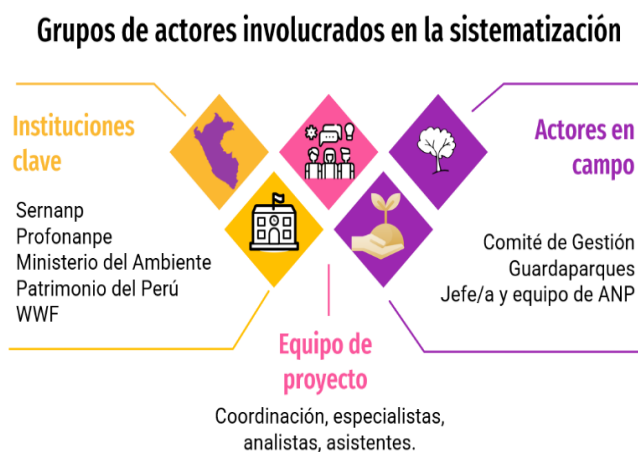 Grupos de actores involucrados en la sistematización
Instituciones
clave
Sernanp
Profonanpe
Ministerio del Ambiente
Patrimonio del Perú
WWF
Equipo de
proyecto
Coordinación, especialistas,
analistas, asistentes.
Actores en
campo
Comité de Gestión
Guardaparques
Jefe/a y equipo de ANP